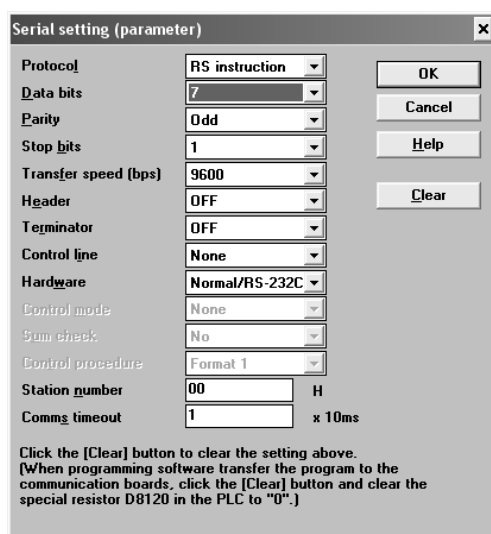 Serial setting (parameter)
Protocol RS instruction OK
Data bits 7
Cancel
Parity Odd
Stop bits 1 Help
Transfer speed (bps) 9600
Header OFF Clear
Terminator OFF
Control line None
Hardware Normal/RS-232C
Control mode None
Sum check No
Control procedure Format 1
Station number 00 H
Comms timeout 1 x 10ms
Click the [Clear] button to clear the setting above.
(When programming software transfer the program to the
communication boards, click the [Clear] button and clear the
special resistor D8120 in the PLC to "0".)